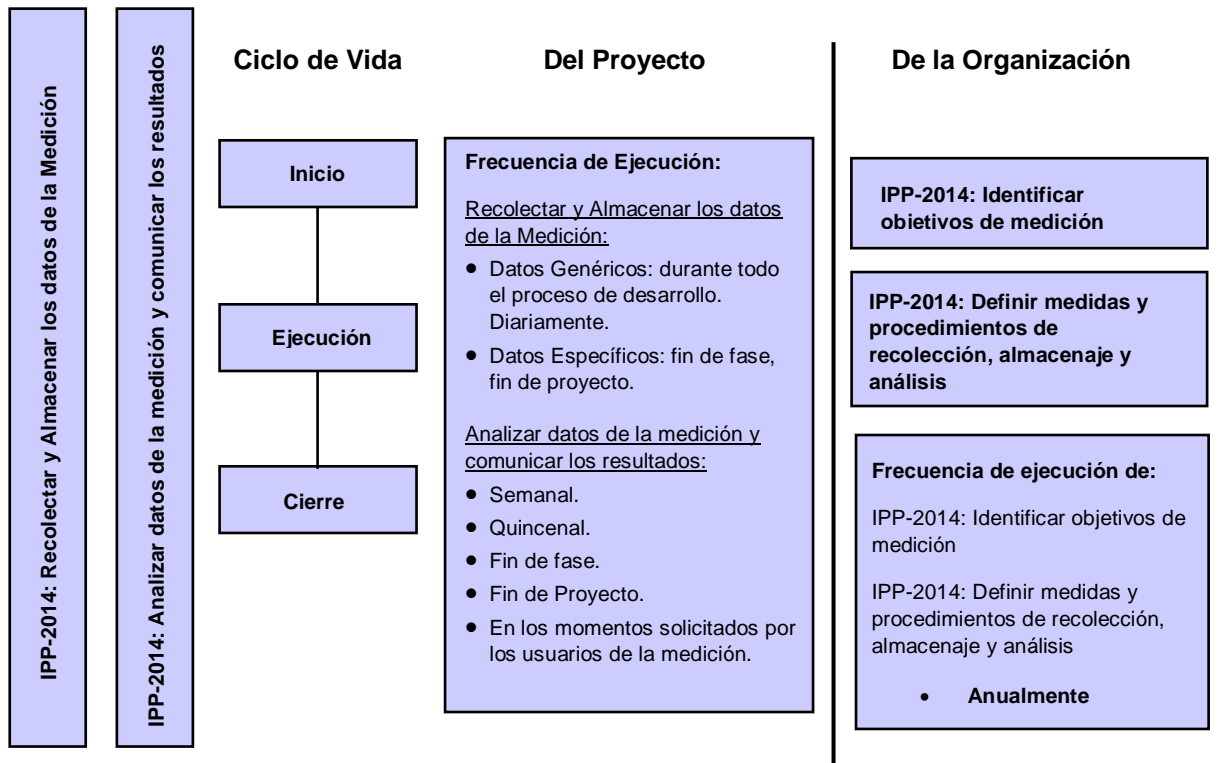 IPP-2014: Recolectar y Almacenar los datos de la Medición
IPP-2014: Analizar datos de la medición y comunicar los resultados
Ciclo de Vida
Inicio
Ejecución
Cierre
Del Proyecto
Frecuencia de Ejecución:
Recolectar y Almacenar los datos
de la Medición:
• Datos Genéricos: durante todo
el proceso de desarrollo.
Diariamente.
• Datos Específicos: fin de fase,
fin de proyecto.
Analizar datos de la medición y
comunicar los resultados:
• Semanal.
• Quincenal.
• Fin de fase.
• Fin de Proyecto.
• En los momentos solicitados por
los usuarios de la medición.
De la Organización
IPP-2014: Identificar
objetivos de medición
IPP-2014: Definir medidas y
procedimientos de
recolección, almacenaje y
análisis
Frecuencia de ejecución de:
IPP-2014: Identificar objetivos de
medición
IPP-2014: Definir medidas y
procedimientos de recolección,
almacenaje y análisis
• Anualmente